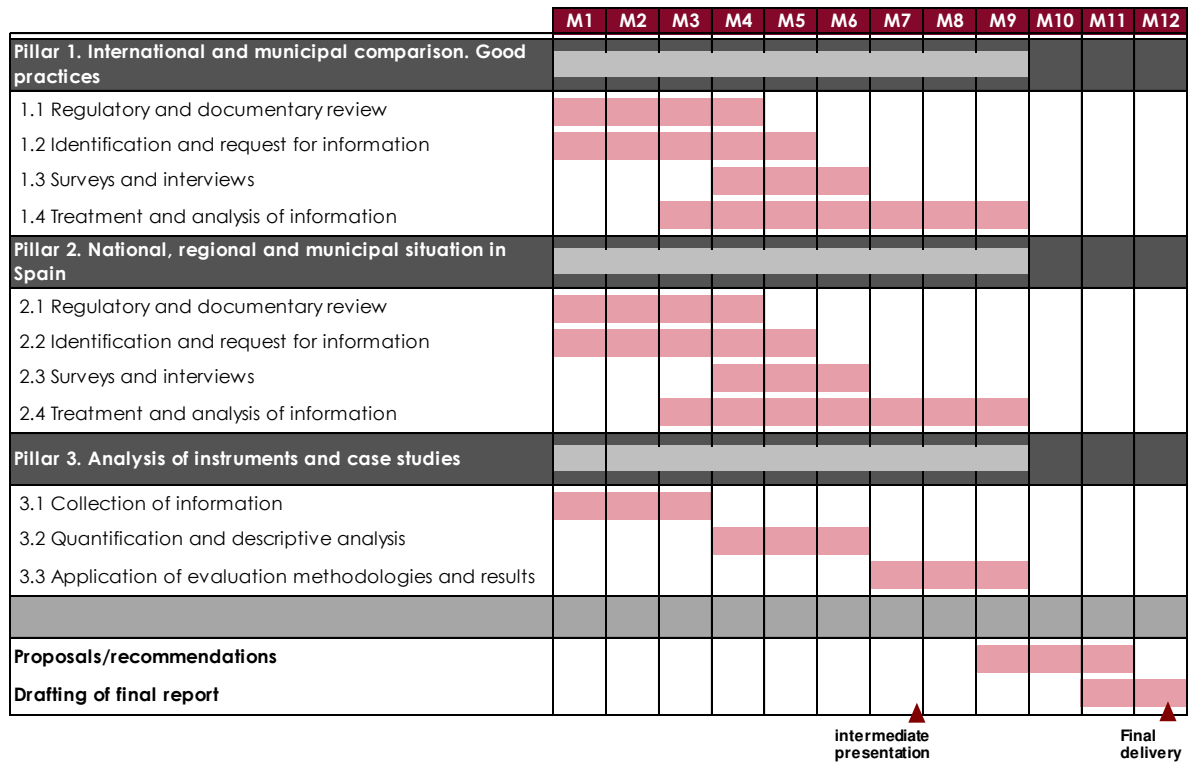 M1 M2 M3 M4 M5 M6 M7 M8 M9 M10 M11 M12
Pillar 1. International and municipal comparison. Good
practices
1.1 Regulatory and documentary review
1.2 Identification and request for information
1.3 Surveys and interviews
1.4 Treatment and analysis of information
Pillar 2. National, regional and municipal situation in
Spain
2.1 Regulatory and documentary review
2.2 Identification and request for information
2.3 Surveys and interviews
2.4 Treatment and analysis of information
Pillar 3. Analysis of instruments and case studies
3.1 Collection of information
3.2 Quantification and descriptive analysis
3.3 Application of evaluation methodologies and results
Proposals/recommendations
Drafting of final report
intermediate
presentation
Final
delivery